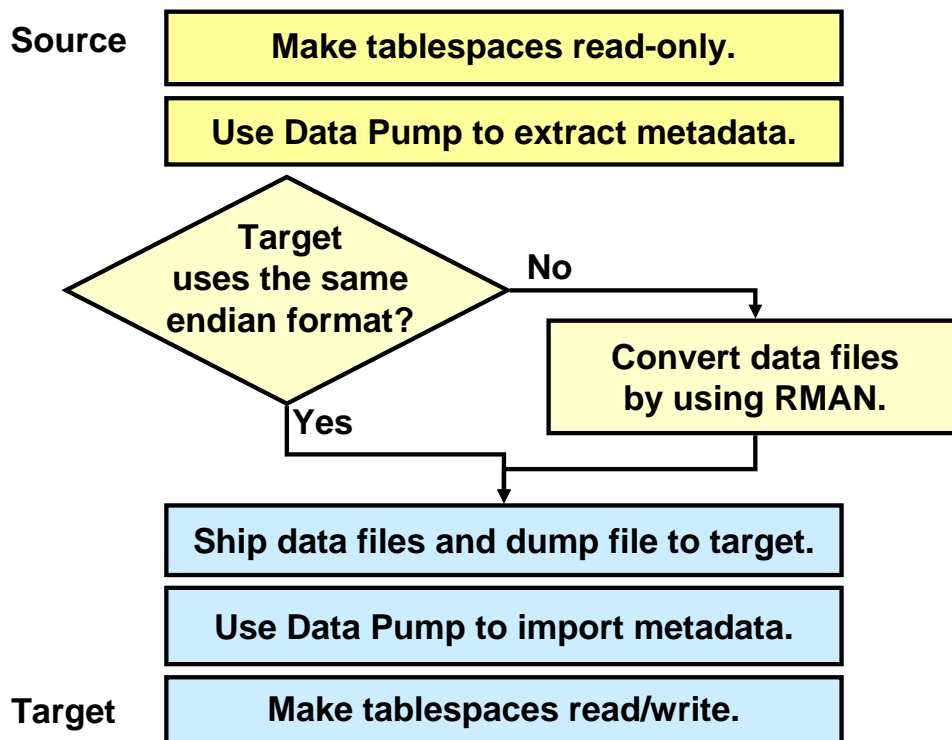 Source
Make tablespaces read-only.
Use Data Pump to extract metadata.
Target
uses the same
endian format?
No
Convert data files
by using RMAN.
Yes
Ship data files and dump file to target.
Use Data Pump to import metadata.
Target
Make tablespaces read/write.